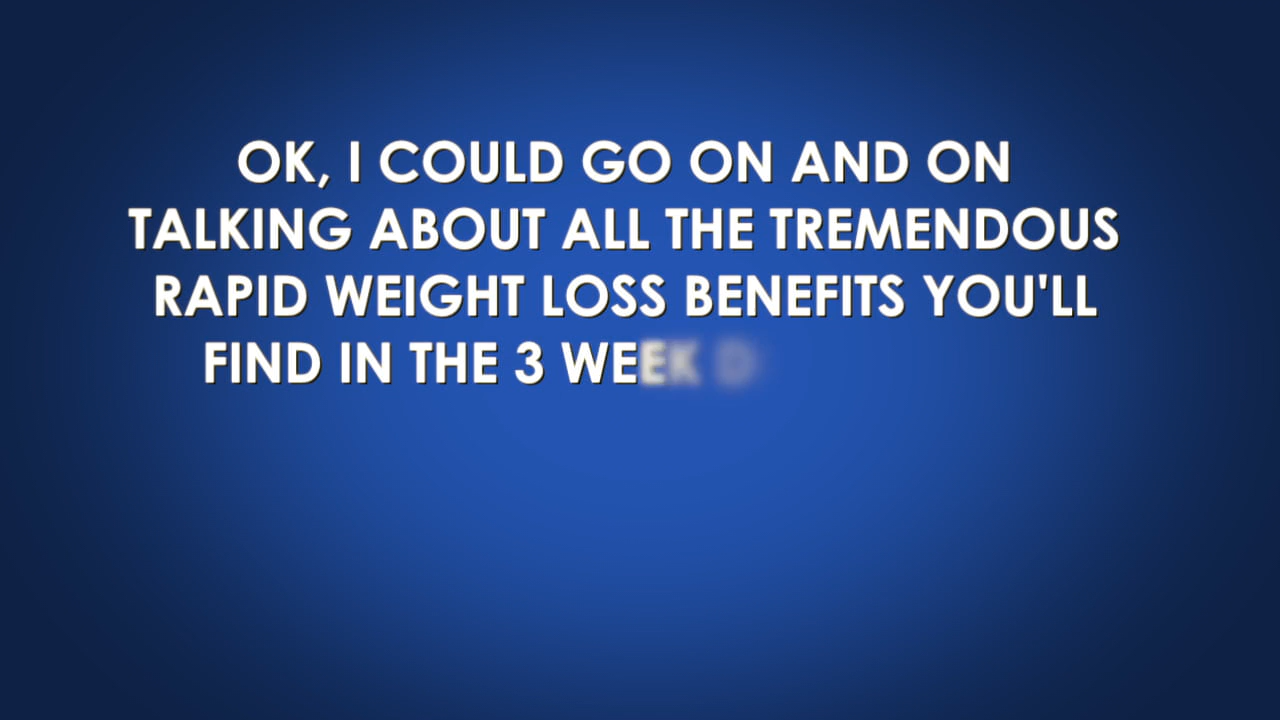 OK, I COULD GO ON AND ON
TALKING ABOUT ALL THE TREMENDOUS
RAPID WEIGHT LOSS BENEFITS YOU'LL
FIND IN THE 3 WEEK